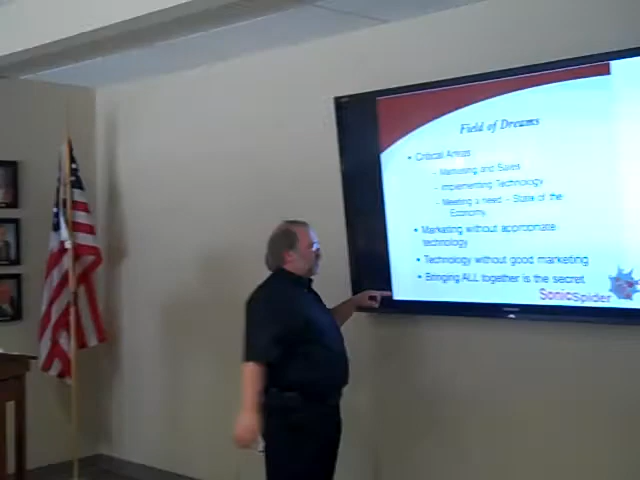 Field of Dreams
• Critical Areas
- Marketing and Sales
- Implementing Technology
- Meeting a need - State of the
Economy.
• Marketing without appropriate
technology
• Technology without good marketing
• Bringing ALL together is the secret
SonicSpider